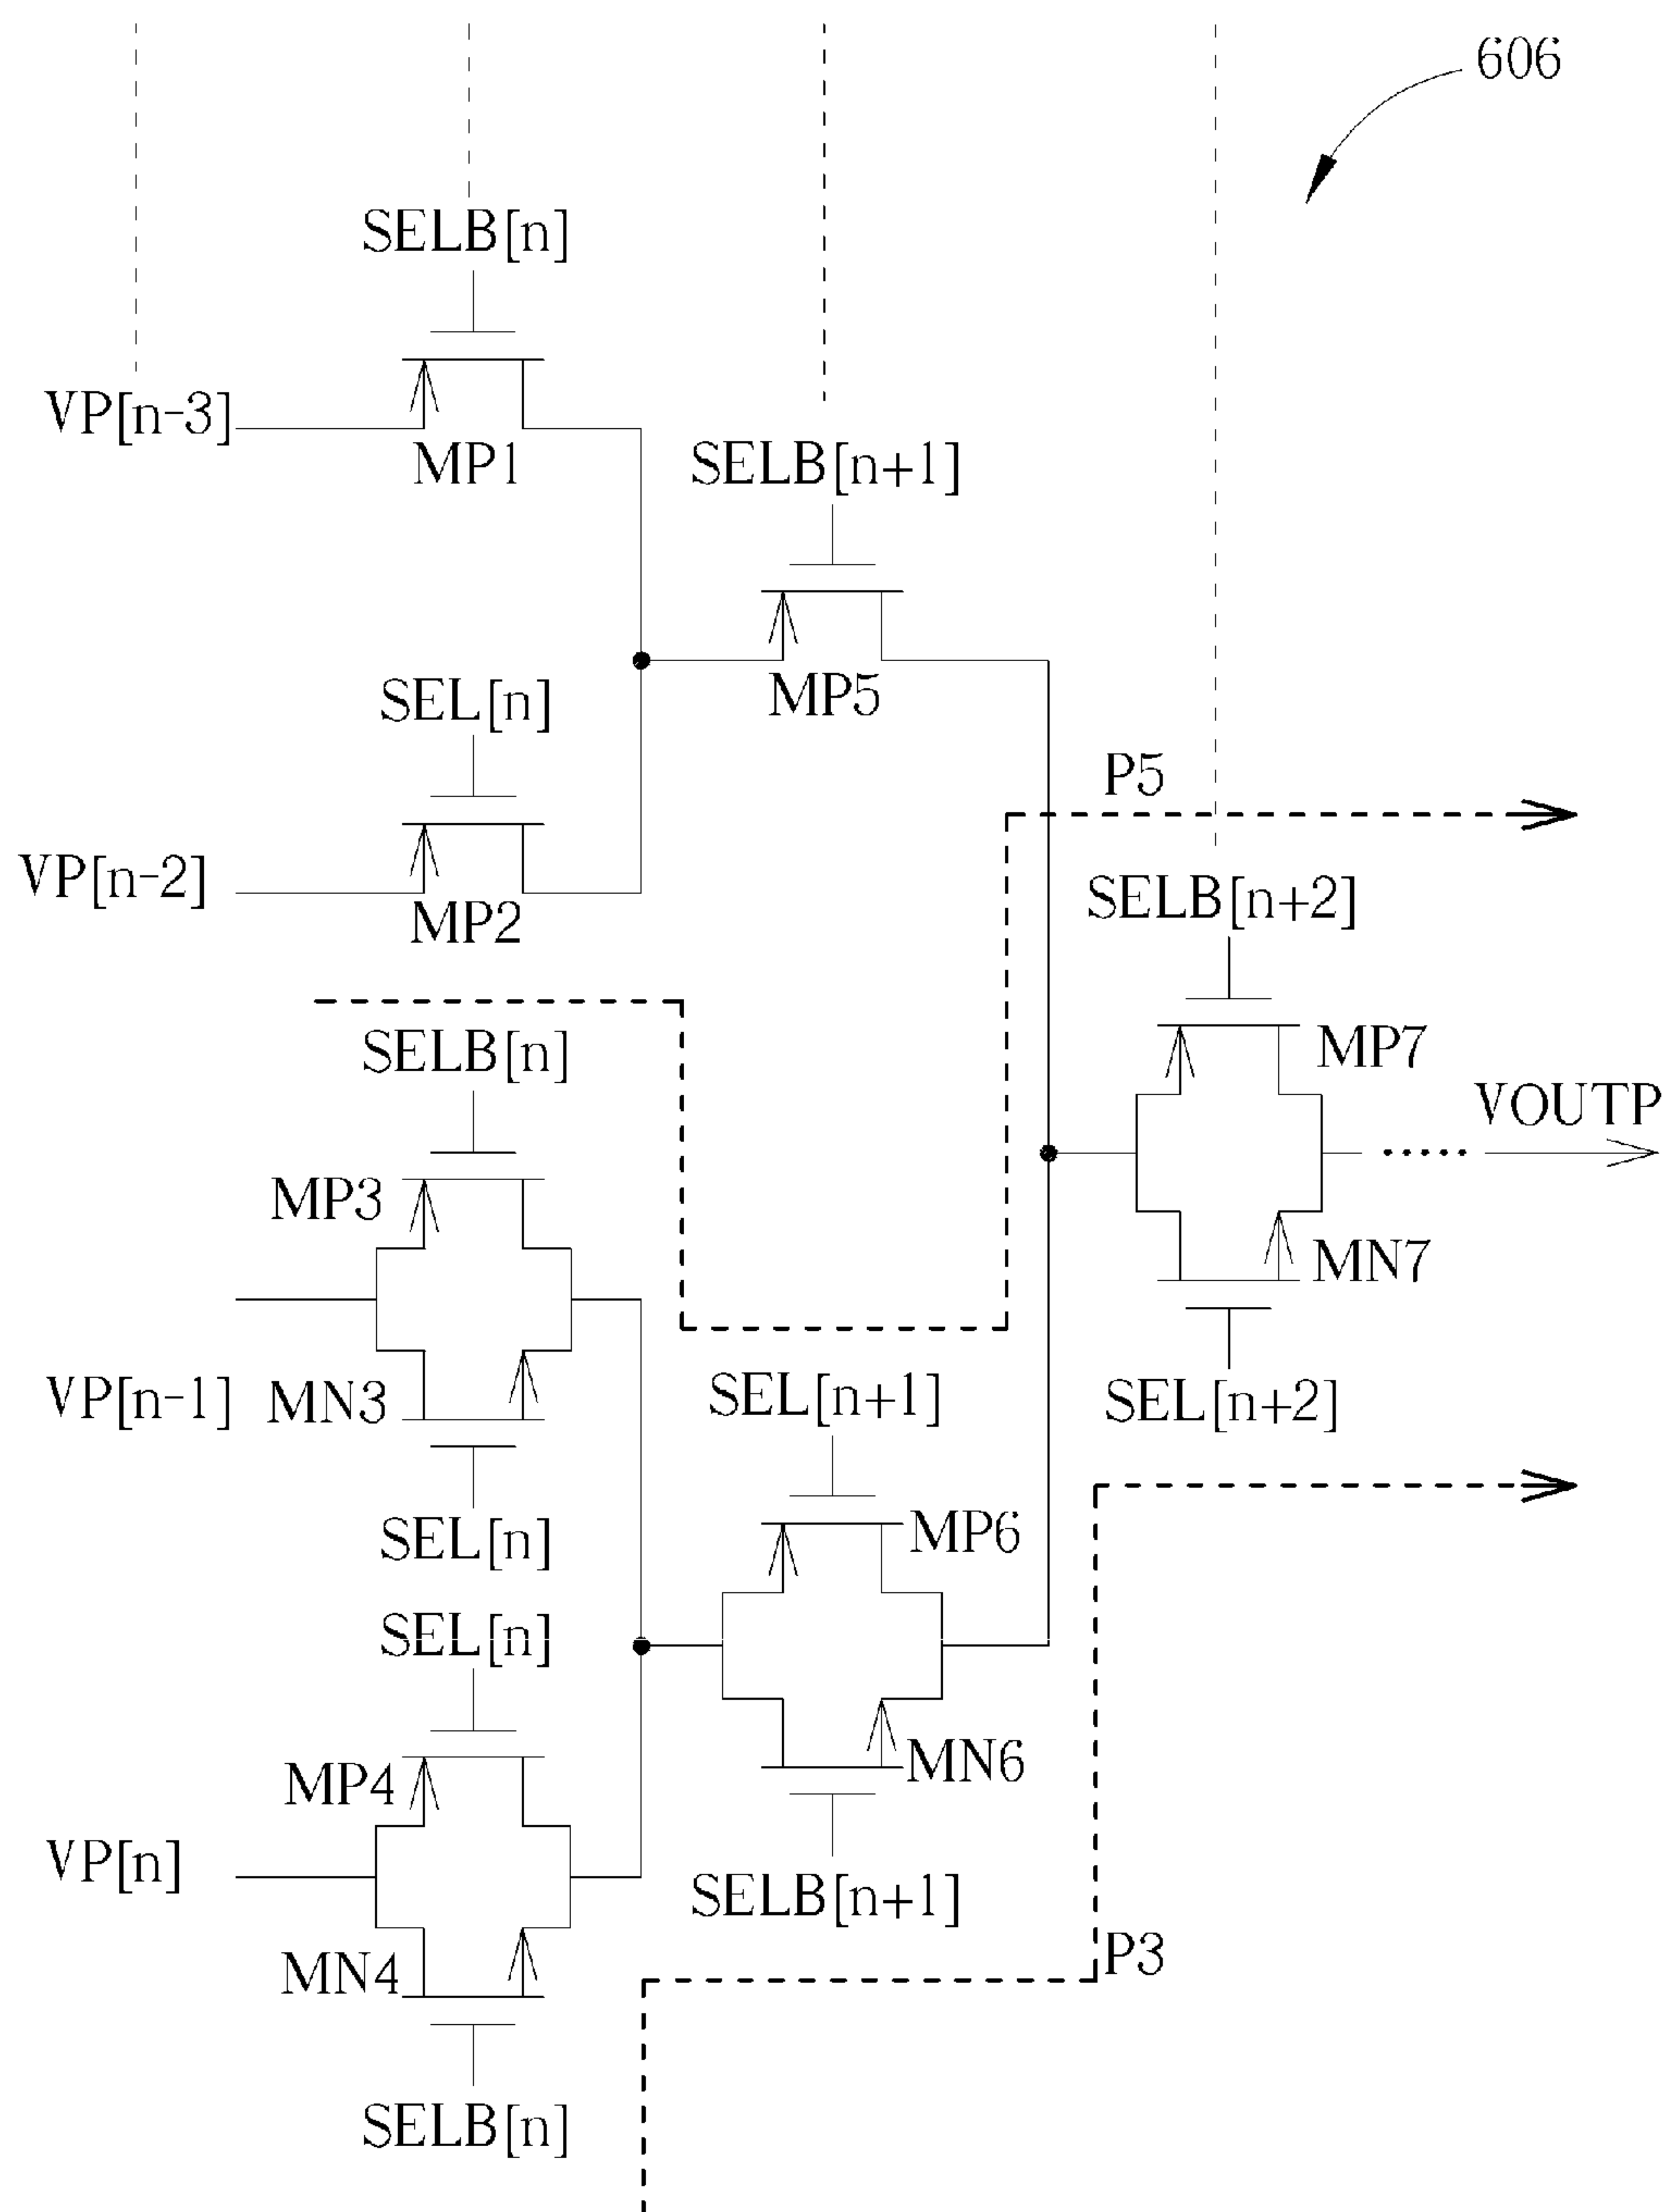 606
SELB[n]
VP[n-3]
MP1
SELB[n+1]
SEL[n]
MP5
P5
VP[n-2]
MP2
SELB[n+2]
SELB[n]
MP7
MP3
VOUTP
MN7
VP[n-1]
MN3
SEL[n+1]
SEL[n+2]
SEL[n]
MP6
SEL[n]
MP4
MN6
VP[n]
SELB[n+1]
MN4
P3
SELB[n]